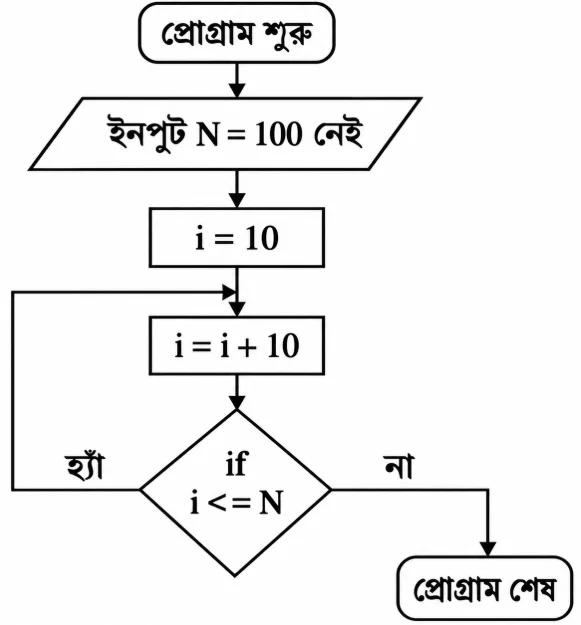 প্রোগ্রাম শুরু
ইনপুট N = 100 নেই
i = 10
i = i + 10
if
i <= N
হ্যাঁ
না
প্রোগ্রাম শেষ